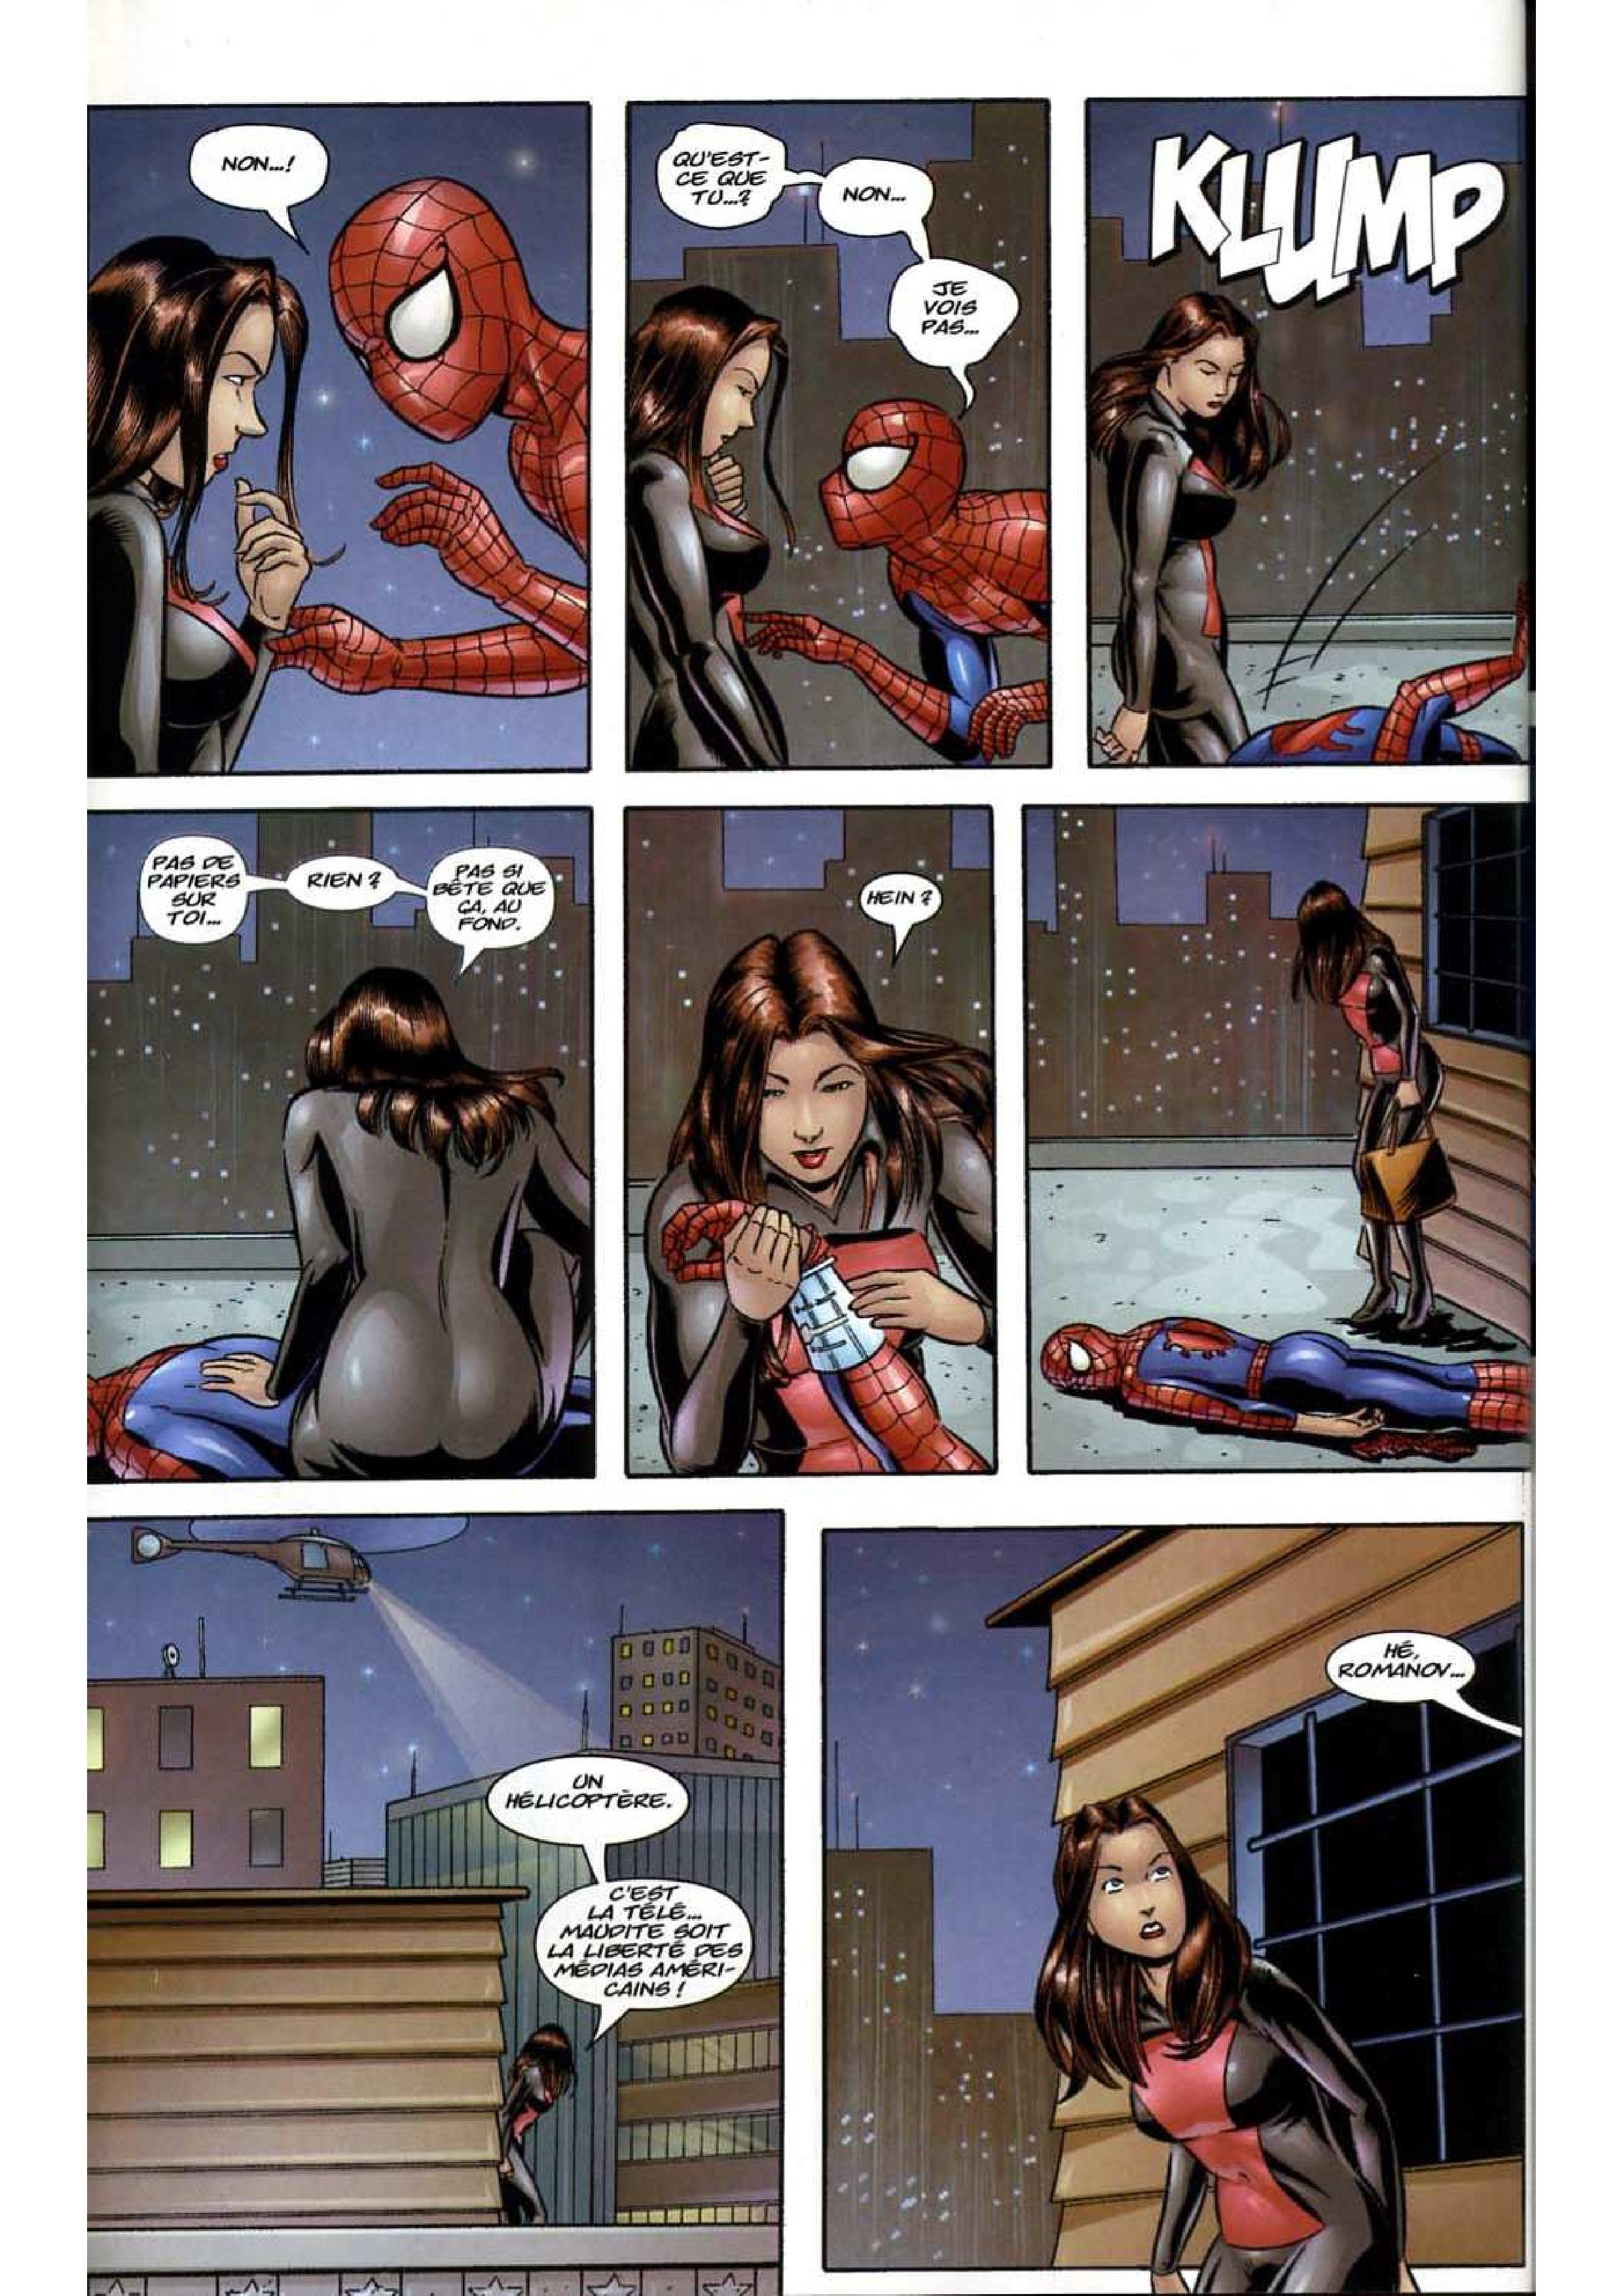 NON...!
QU'EST-
CE QUE
TU...?
NON...
JE
VOIS
PAS...
KLUMP
PAS DE
PAPIERS
SUR
TOI...
RIEN ?
PAS SI
BÊTE QUE
ÇA, AU
FOND.
HEIN ?
UN
HÉLICOPTÈRE.
C'EST
LA TÉLÉ...
MAUDITE SOIT
LA LIBERTÉ DES
MÉDIAS AMÉRI-
CAINS !
HÉ,
ROMANOV...